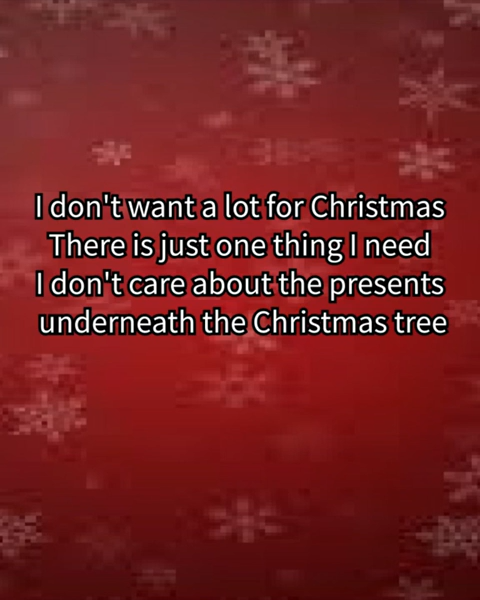 I don't want a lot for Christmas
There is just one thing I need
I don't care about the presents
underneath the Christmas tree